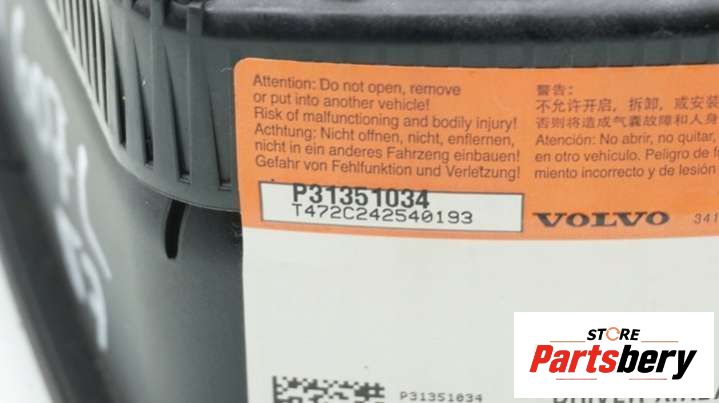 Attention: Do not open, remove
or put into another vehicle!
Risk of malfunctioning and bodily injury!
Achthung: Nicht offnen, nicht, enflernen,
nicht in ein anderes Fahrzeng einbauen!
Gefahr von Fehlfunktion und Verletzung!
警告:
不允许开启，拆卸，或安装
否则将造成气囊故障和人身
Atención: No abrir, no quitar,
en otro vehículo. Peligro de
miento incorrecto y de lesión
P31351034
T472C242540193
VOLVO
341
P31351034
DRIVER
STORE
Partsbery